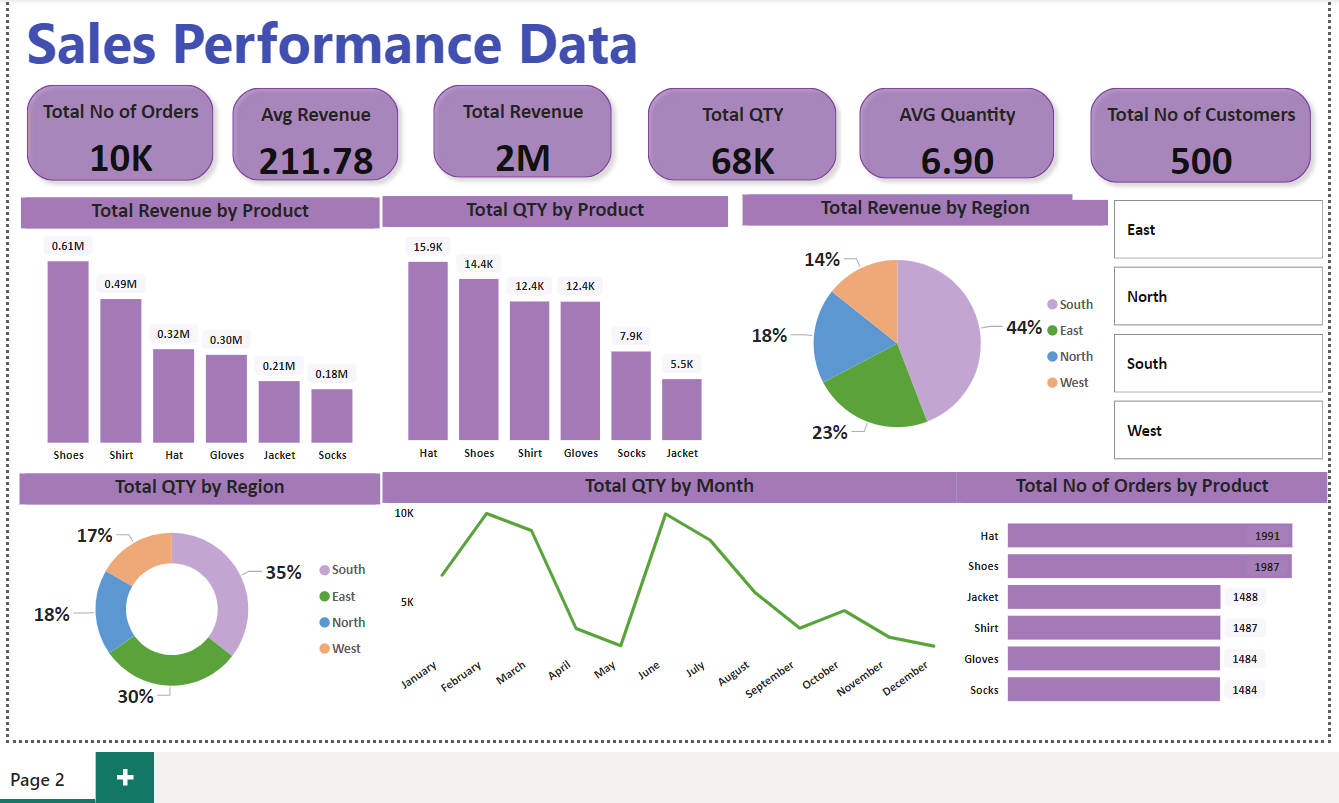 Sales Performance Data
Total No of Orders
10K
Avg Revenue
211.78
Total Revenue
2M
Total QTY
68K
AVG Quantity
6.90
Total No of Customers
500
Total Revenue by Product
0.61M
0.49M
0.32M
0.30M
0.21M
0.18M
Shoes
Shirt
Hat
Gloves
Jacket
Socks
Total QTY by Product
15.9K
14.4K
12.4K
12.4K
7.9K
5.5K
Hat
Shoes
Shirt
Gloves
Socks
Jacket
Total Revenue by Region
14%
18%
44%
23%
South
East
North
West
East
North
South
West
Total QTY by Region
17%
35%
18%
30%
South
East
North
West
Total QTY by Month
10K
5K
January
February
March
April
May
June
July
August
September
October
November
December
Total No of Orders by Product
Hat 1991
Shoes 1987
Jacket 1488
Shirt 1487
Gloves 1484
Socks 1484
Page 2
+